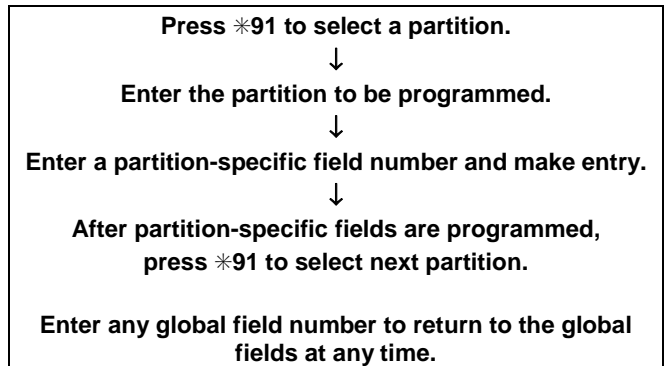 Press ✳91 to select a partition.
↓
Enter the partition to be programmed.
↓
Enter a partition-specific field number and make entry.
↓
After partition-specific fields are programmed,
press ✳91 to select next partition.
Enter any global field number to return to the global
fields at any time.